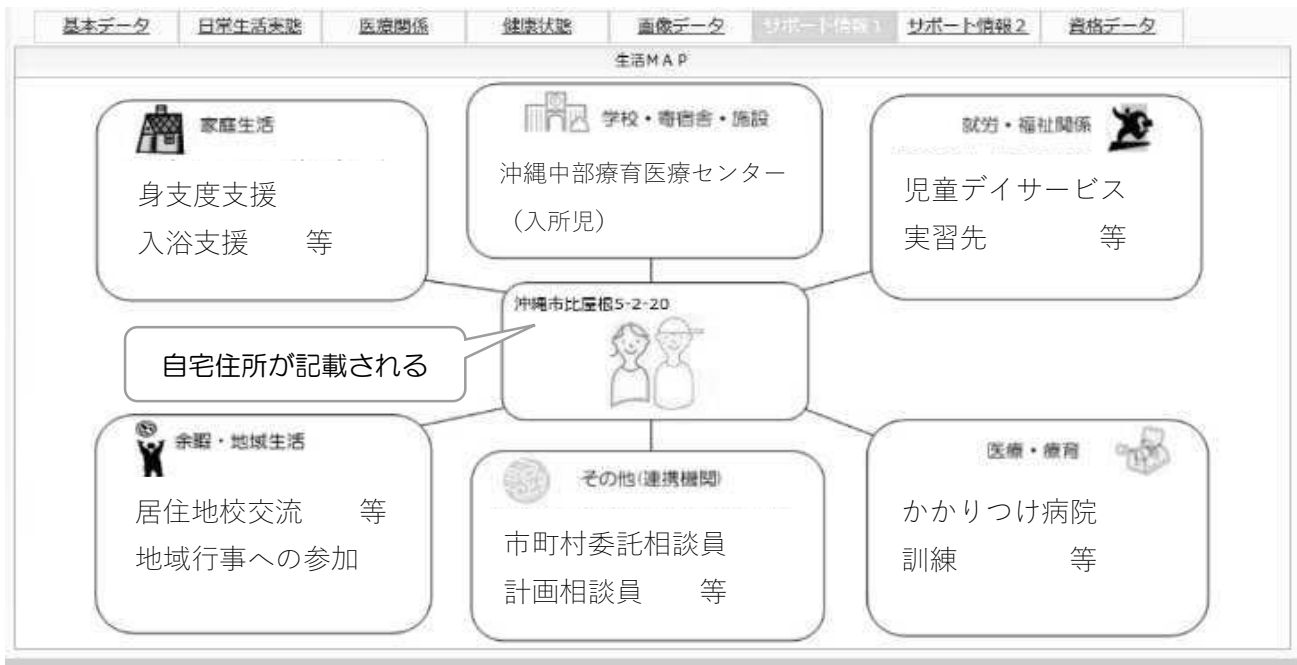 基本データ
日常生活実態
医療関係
健康状態
画像データ
サポート情報1
サポート情報2
資格データ
生活MAP
家庭生活
身支度支援
入浴支援　等
学校・寄宿舎・施設
沖縄中部療育医療センター
（入所児）
就労・福祉関係
児童デイサービス
実習先　等
沖縄市比屋根5-2-20
自宅住所が記載される
余暇・地域生活
居住地校交流　等
地域行事への参加
その他(連携機関)
市町村委託相談員
計画相談員　等
医療・療育
かかりつけ病院
訓練　等